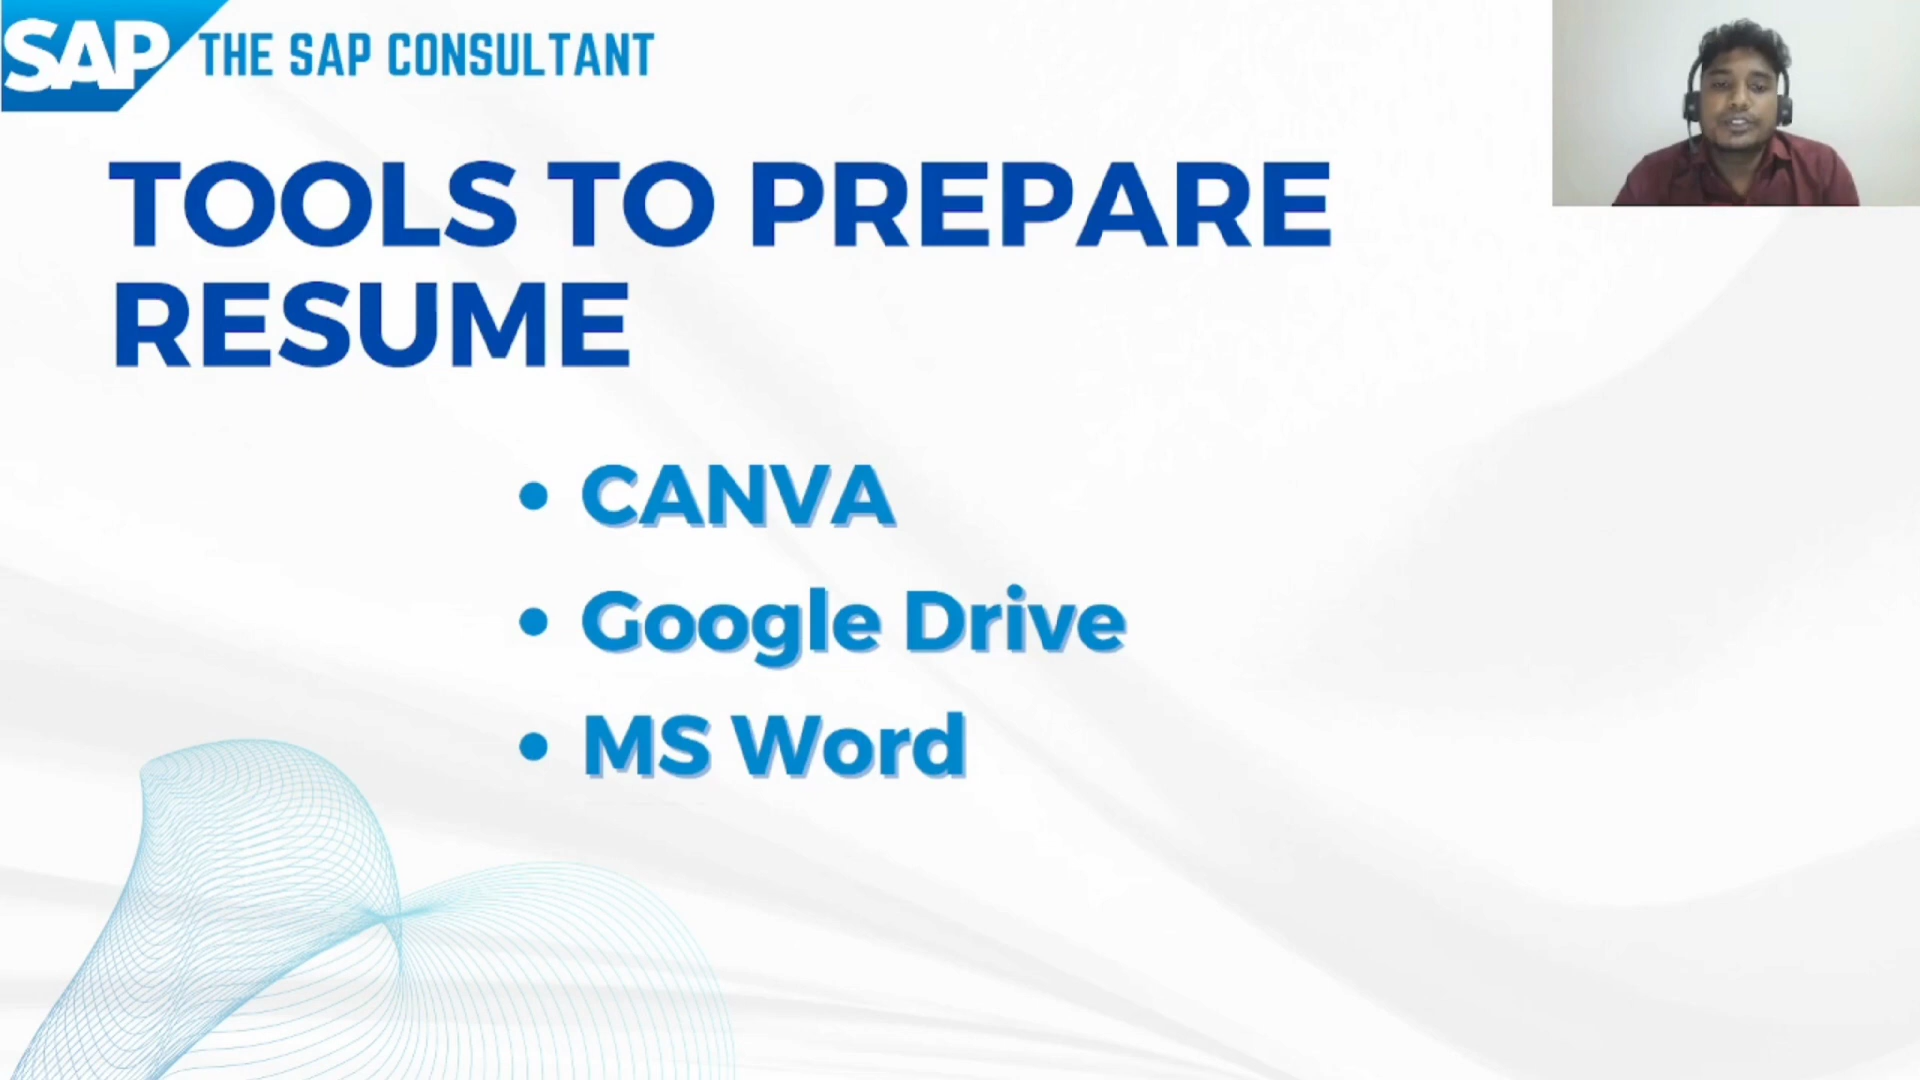 SAP THE SAP CONSULTANT
TOOLS TO PREPARE
RESUME
• CANVA
• Google Drive
• MS Word